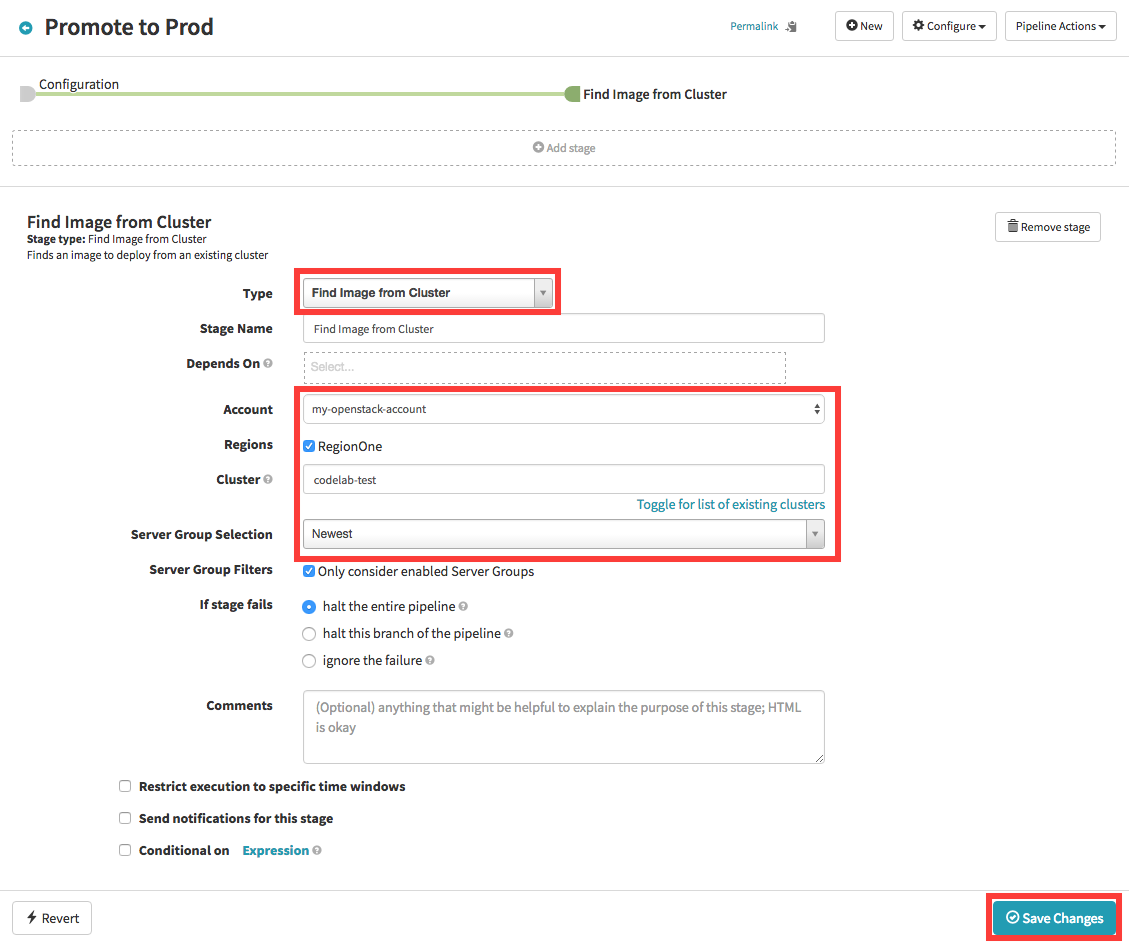 Promote to Prod
Permalink
New
Configure
Pipeline Actions
Configuration
Find Image from Cluster
Add stage
Find Image from Cluster
Stage type: Find Image from Cluster
Finds an image to deploy from an existing cluster
Remove stage
Type
Find Image from Cluster
Stage Name
Find Image from Cluster
Depends On
Select...
Account
my-openstack-account
Regions
RegionOne
Cluster
codelab-test
Toggle for list of existing clusters
Server Group Selection
Newest
Server Group Filters
Only consider enabled Server Groups
If stage fails
halt the entire pipeline
halt this branch of the pipeline
ignore the failure
Comments
(Optional) anything that might be helpful to explain the purpose of this stage; HTML
is okay
Restrict execution to specific time windows
Send notifications for this stage
Conditional on Expression
Revert
Save Changes